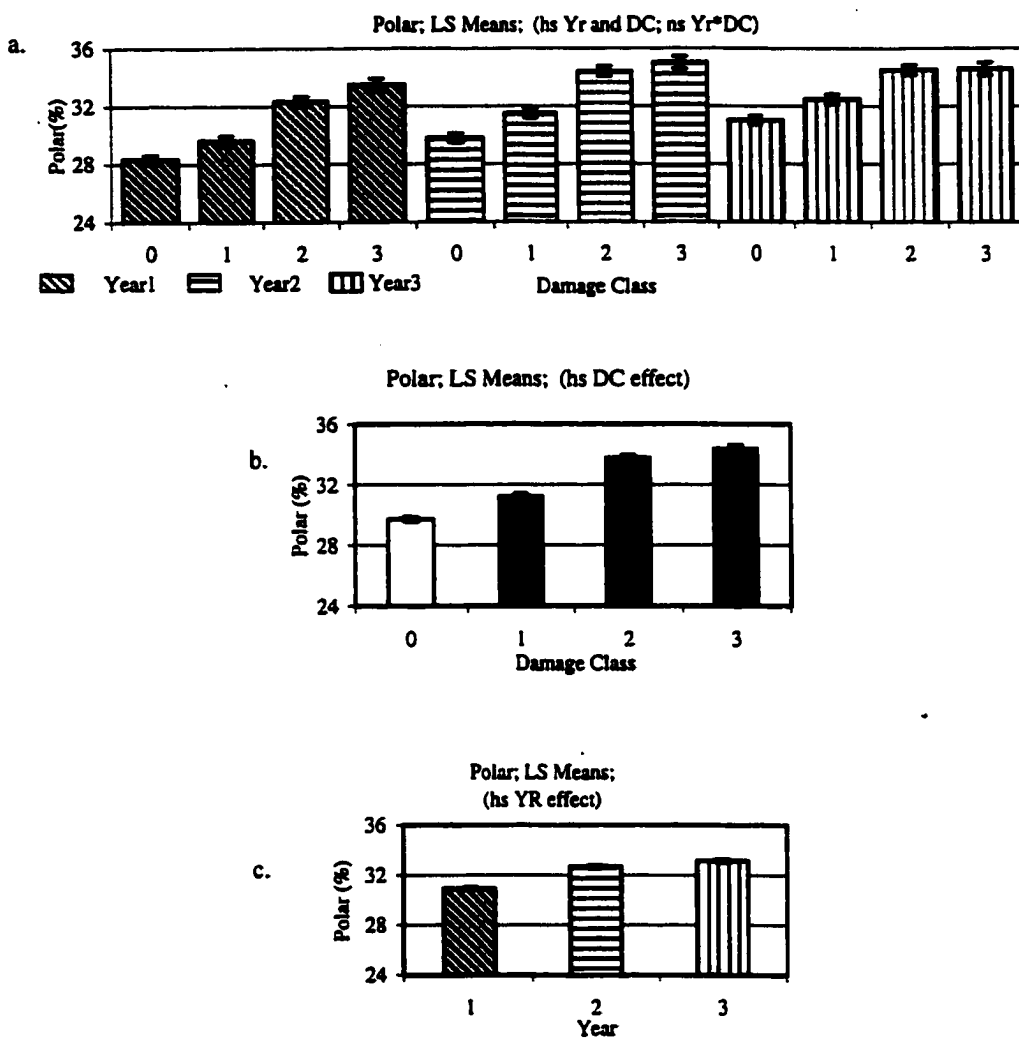 a.
Polar; LS Means; (hs Yr and DC; ns Yr*DC)
Polar(%)
36
32
28
24
0 1 2 3 0 1 2 3 0 1 2 3
Year1 Year2 Year3 Damage Class
Polar; LS Means; (hs DC effect)
b.
Polar (%)
36
32
28
24
0 1 2 3
Damage Class
Polar; LS Means;
(hs YR effect)
c.
Polar (%)
36
32
28
24
1 2 3
Year